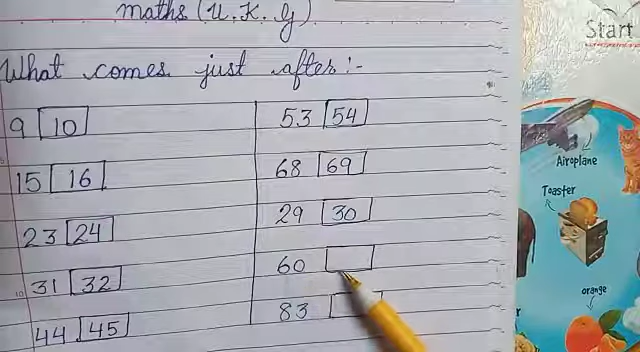 maths (U.K.G)
What comes just after:-
9 10
15 16
23 24
31 32
44 45
53 54
68 69
29 30
60
83
Start
Airoplane
Toaster
orange